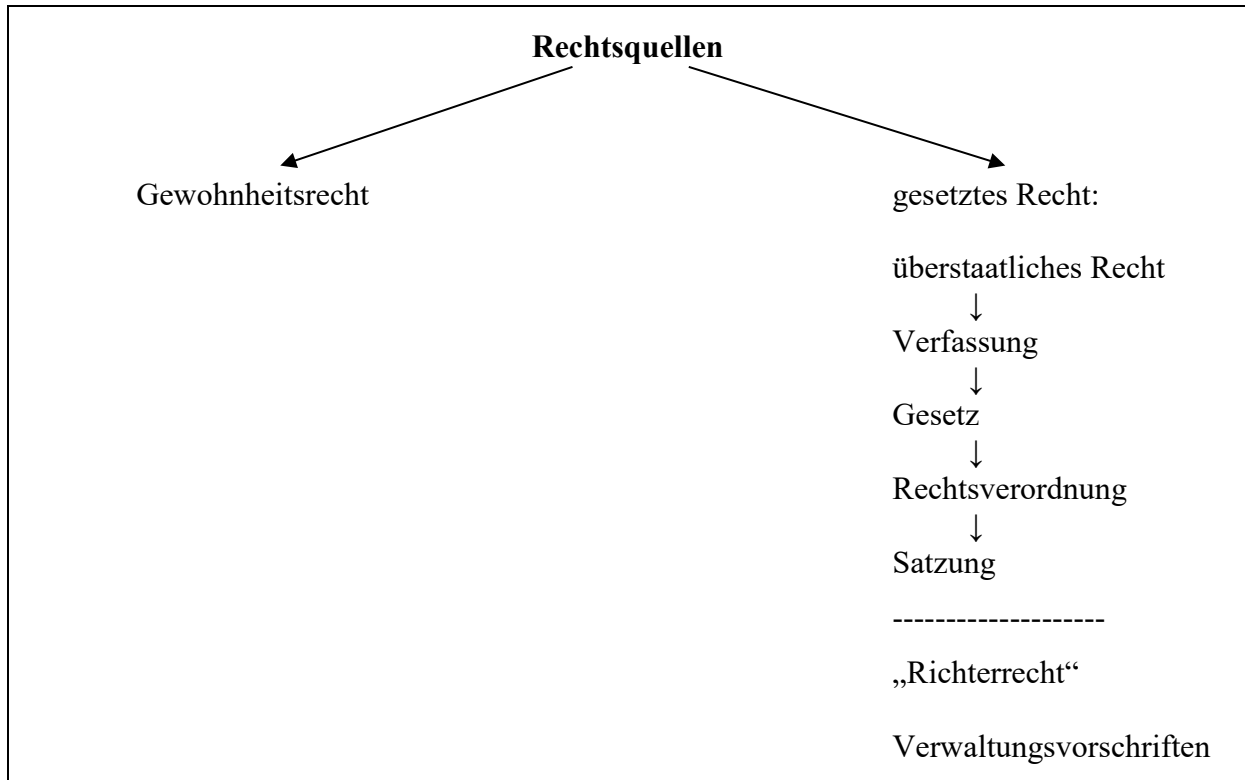 Rechtsquellen
Gewohnheitsrecht
gesetztes Recht:
überstaatliches Recht
↓
Verfassung
↓
Gesetz
↓
Rechtsverordnung
↓
Satzung
--------------------
„Richterrecht“
Verwaltungsvorschriften